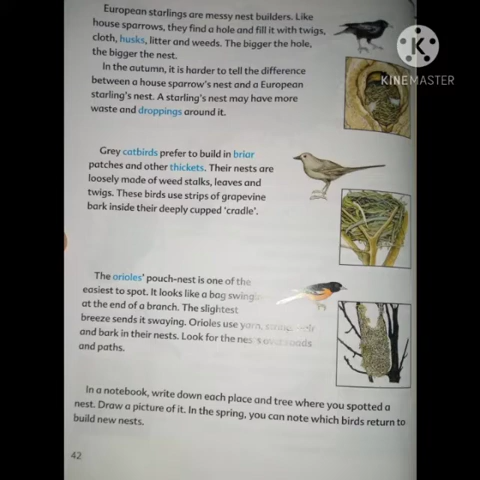 European starlings are messy nest builders. Like
house sparrows, they find a hole and fill it with twigs,
cloth, husks, litter and weeds. The bigger the hole,
the bigger the nest.
In the autumn, it is harder to tell the difference
between a house sparrow's nest and a European
starling's nest. A starling's nest may have more
waste and droppings around it.
K
KINEMASTER
Grey catbirds prefer to build in briar
patches and other thickets. Their nests are
loosely made of weed stalks, leaves and
twigs. These birds use strips of grapevine
bark inside their deeply cupped 'cradle'.
The orioles' pouch-nest is one of the
easiest to spot. It looks like a bag
at the end of a branch. The slightest
breeze sends it swaying. Orioles use yarn,
and bark in their nests. Look for the
and paths.
In a notebook, write down each place and tree where you spotted a
nest. Draw a picture of it. In the spring, you can note which birds return to
build new nests.
42